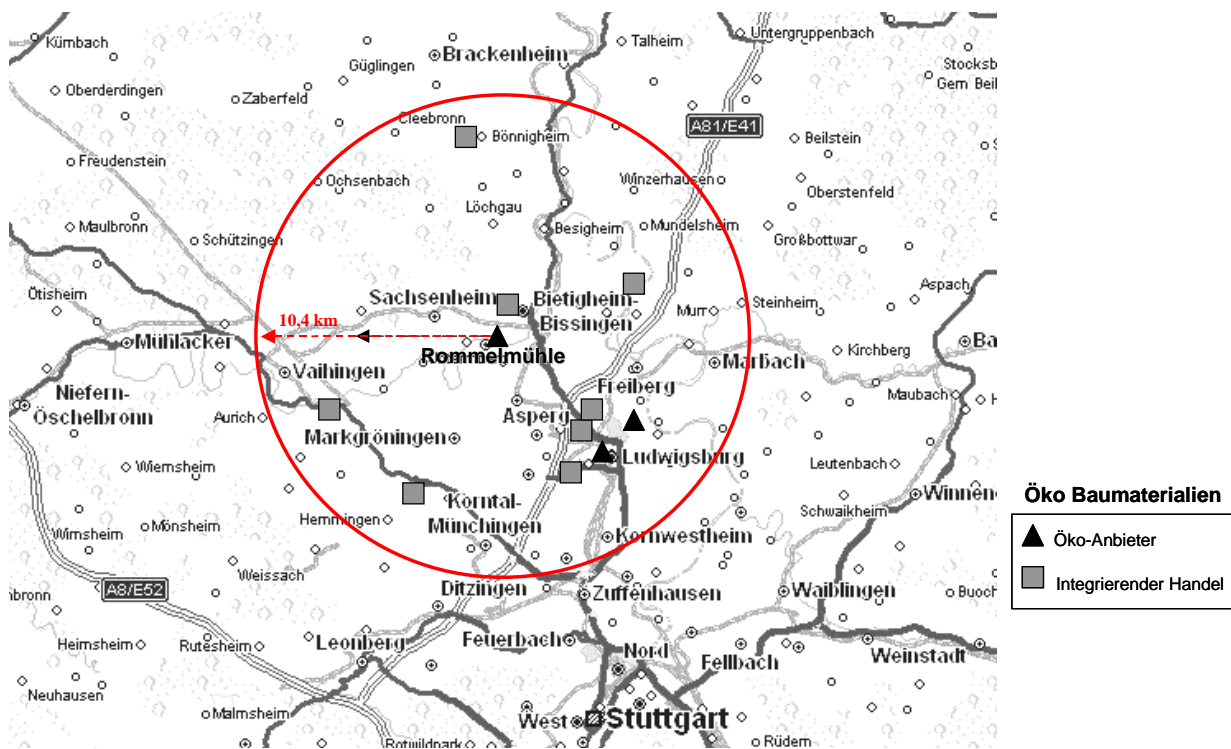 Kürnbach
Güglingen
Brackenheim
Talheim
Untergruppenbach
Stocksb
Gem Beil
Oberderdingen
Zaberfeld
Cleebronn
Bönnigheim
A81/E41
Beilstein
Freudenstein
Ochsenbach
Winzerhausen
Oberstenfeld
Löchgau
Maulbronn
Schützingen
Besigheim
Mundelsheim
Großbottwar
Ötisheim
Sachsenheim
Bietigheim-
Bissingen
Murr
Steinheim
Aspach
10,4 km
Mühlacker
Rommelmühle
Marbach
Kirchberg
Ba
Vaihingen
Freiberg
Maubach
Niefern-
Öschelbronn
Aurich
Asperg
Markgröningen
Ludwigsburg
Leutenbach
Wiernsheim
Winnen
Korntal-
Münchingen
Hemmingen
Schwaikheim
Mönsheim
Wimsheim
Kornwestheim
Weissach
A8/E52
nbronn
Ditzingen
Zuffenhausen
Waiblingen
Buoch
Heimsheim
Rutesheim
Leonberg
Feuerbach
Nord
Fellbach
Weinstadt
Neuhausen
Malmsheim
West
Stuttgart
Rotwildpark
Rüdern
Öko Baumaterialien
Öko-Anbieter
Integrierender Handel